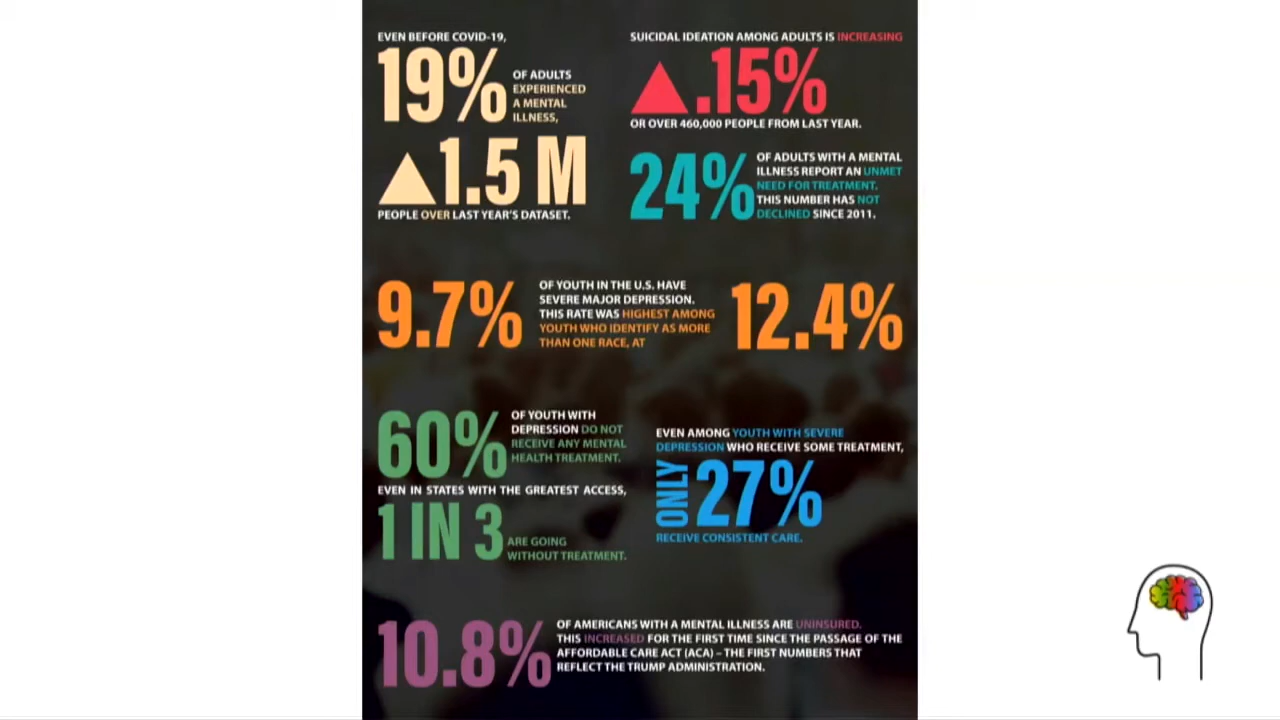 EVEN BEFORE COVID-19,
19%
OF ADULTS
EXPERIENCED
A MENTAL
ILLNESS,
▲1.5 M
PEOPLE OVER LAST YEAR'S DATASET.
SUICIDAL IDEATION AMONG ADULTS IS INCREASING
▲.15%
OR OVER 460,000 PEOPLE FROM LAST YEAR.
24%
OF ADULTS WITH A MENTAL
ILLNESS REPORT AN UNMET
NEED FOR TREATMENT.
THIS NUMBER HAS NOT
DECLINED SINCE 2011.
9.7%
OF YOUTH IN THE U.S. HAVE
SEVERE MAJOR DEPRESSION.
THIS RATE WAS HIGHEST AMONG
YOUTH WHO IDENTIFY AS MORE
THAN ONE RACE, AT
12.4%
60%
OF YOUTH WITH
DEPRESSION DO NOT
RECEIVE ANY MENTAL
HEALTH TREATMENT.
EVEN IN STATES WITH THE GREATEST ACCESS,
1 IN 3
ARE GOING
WITHOUT TREATMENT.
EVEN AMONG YOUTH WITH SEVERE
DEPRESSION WHO RECEIVE SOME TREATMENT,
ONLY
27%
RECEIVE CONSISTENT CARE.
10.8%
OF AMERICANS WITH A MENTAL ILLNESS ARE UNINSURED.
THIS INCREASED FOR THE FIRST TIME SINCE THE PASSAGE OF THE
AFFORDABLE CARE ACT (ACA) – THE FIRST NUMBERS THAT
REFLECT THE TRUMP ADMINISTRATION.